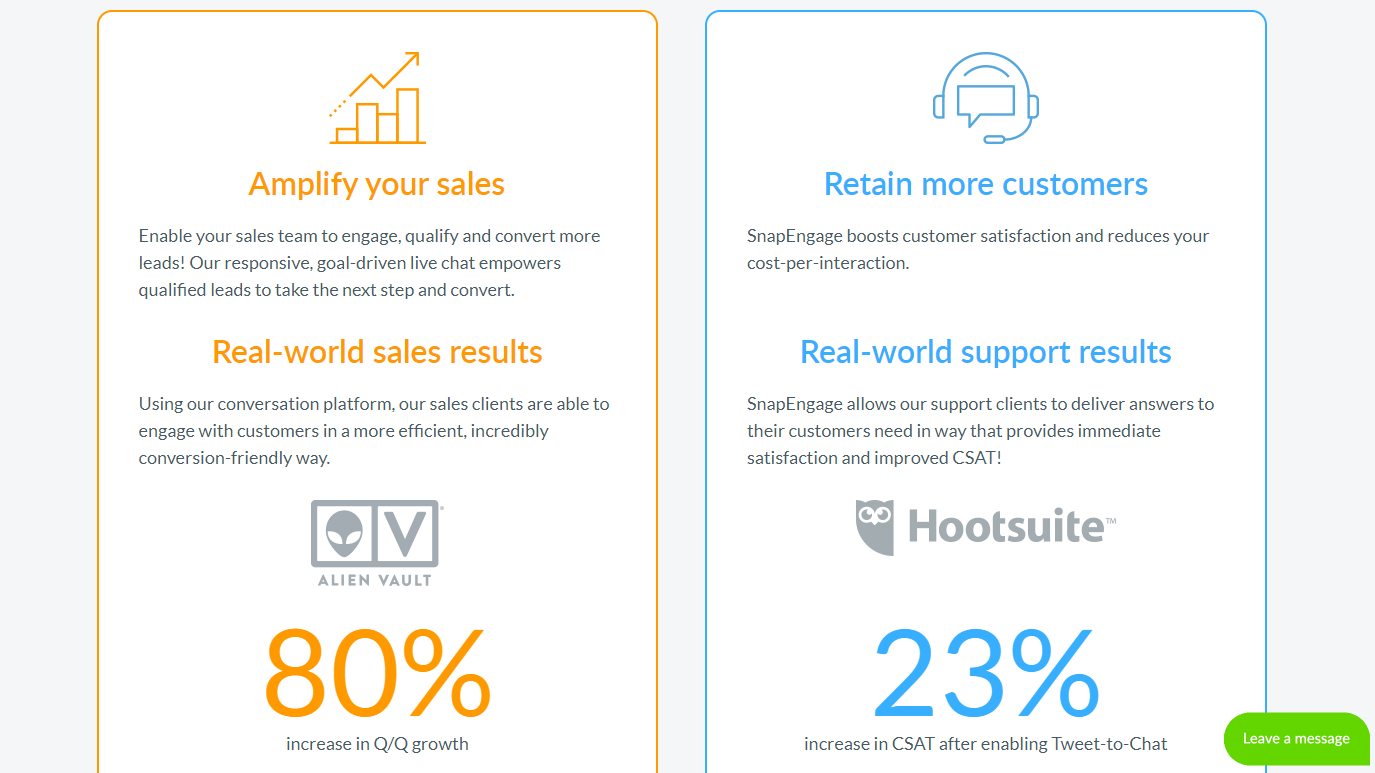 Amplify your sales
Enable your sales team to engage, qualify and convert more
leads! Our responsive, goal-driven live chat empowers
qualified leads to take the next step and convert.
Real-world sales results
Using our conversation platform, our sales clients are able to
engage with customers in a more efficient, incredibly
conversion-friendly way.
ALIEN VAULT
80%
increase in Q/Q growth
Retain more customers
SnapEngage boosts customer satisfaction and reduces your
cost-per-interaction.
Real-world support results
SnapEngage allows our support clients to deliver answers to
their customers need in way that provides immediate
satisfaction and improved CSAT!
Hootsuite™
23%
increase in CSAT after enabling Tweet-to-Chat
Leave a message